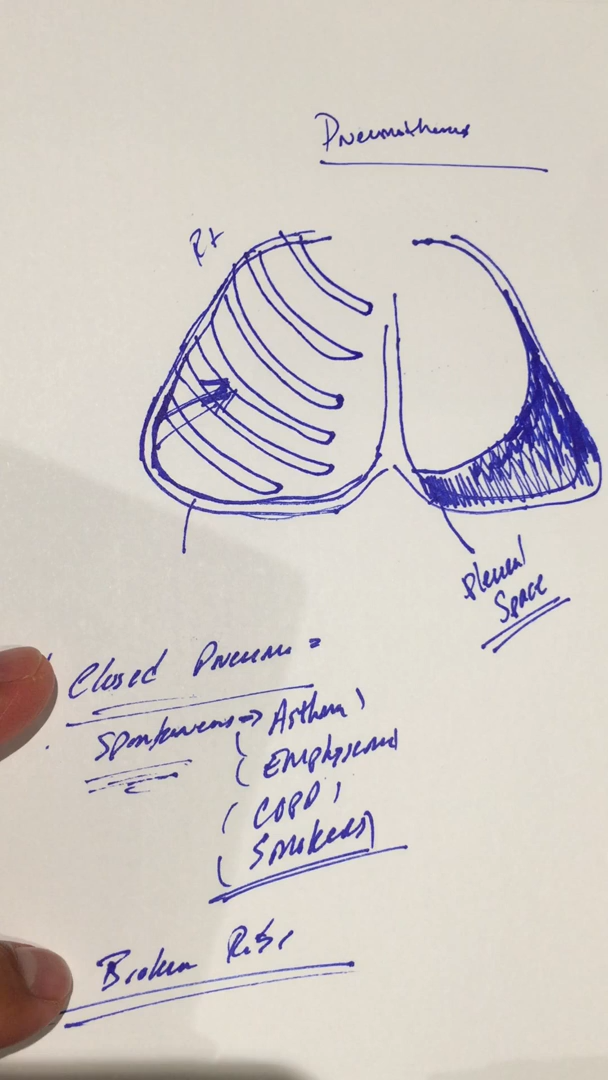 Pneumothorax
Rt
Pleural
Space
Closed Pneumo =
Spontaneous => Asthma,
Emphysema
COPD,
Smokers
Broken Ribs